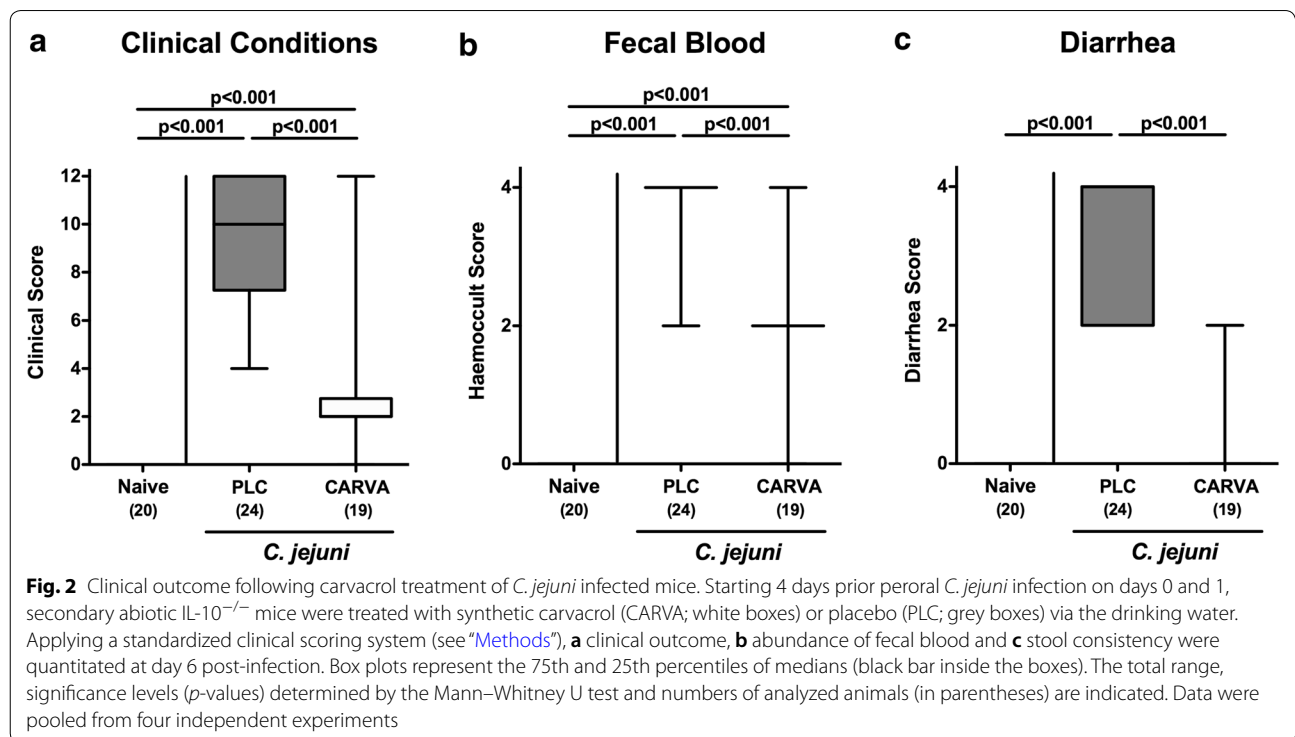 a Clinical Conditions
p<0.001
p<0.001 p<0.001
Clinical Score
12
10
8
6
4
2
0
Naive PLC CARVA
(20) (24) (19)
C. jejuni
b Fecal Blood
p<0.001
p<0.001 p<0.001
Haemoccult Score
4
2
0
Naive PLC CARVA
(20) (24) (19)
C. jejuni
c Diarrhea
p<0.001 p<0.001
Diarrhea Score
4
2
0
Naive PLC CARVA
(20) (24) (19)
C. jejuni
Fig. 2 Clinical outcome following carvacrol treatment of C. jejuni infected mice. Starting 4 days prior peroral C. jejuni infection on days 0 and 1,
secondary abiotic IL-10−/− mice were treated with synthetic carvacrol (CARVA; white boxes) or placebo (PLC; grey boxes) via the drinking water.
Applying a standardized clinical scoring system (see “Methods”), a clinical outcome, b abundance of fecal blood and c stool consistency were
quantitated at day 6 post-infection. Box plots represent the 75th and 25th percentiles of medians (black bar inside the boxes). The total range,
significance levels (p-values) determined by the Mann–Whitney U test and numbers of analyzed animals (in parentheses) are indicated. Data were
pooled from four independent experiments